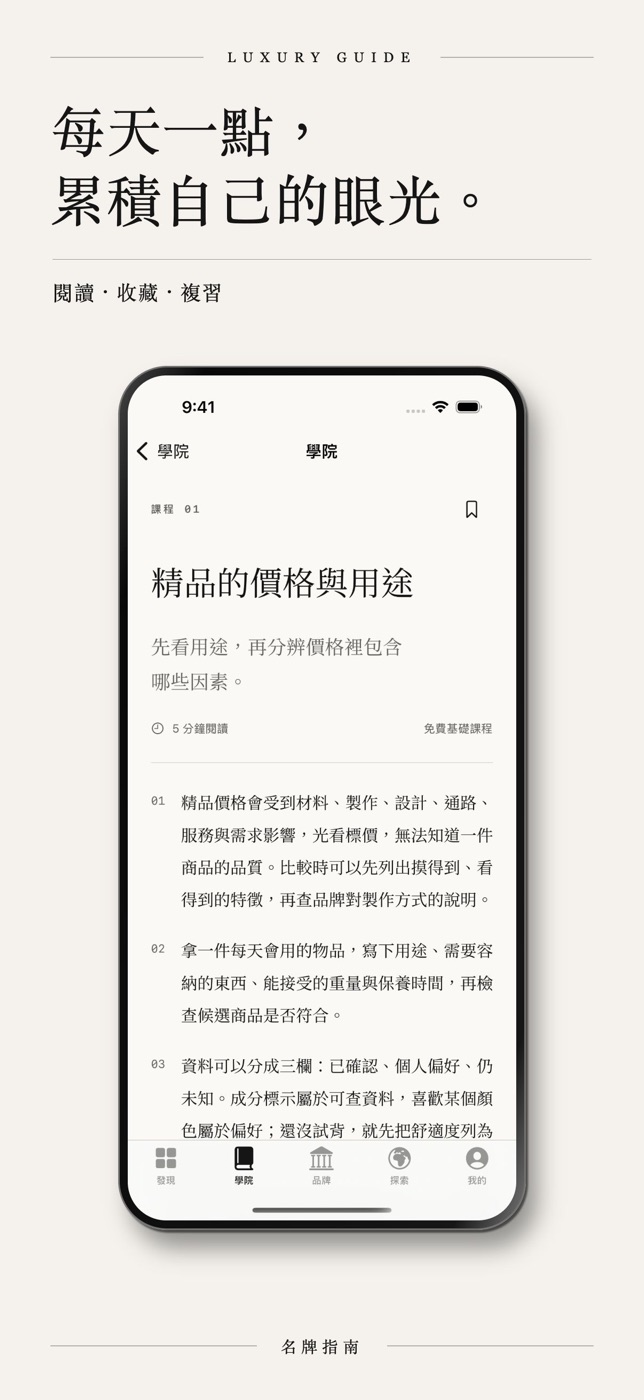 LUXURY GUIDE
每天一點，
累積自己的眼光。
閱讀・收藏・複習
9:41
學院
學院
課程 01
精品的價格與用途
先看用途，再分辨價格裡包含
哪些因素。
5 分鐘閱讀
免費基礎課程
01 精品價格會受到材料、製作、設計、通路、
服務與需求影響，光看標價，無法知道一件
商品的品質。比較時可以先列出摸得到、看
得到的特徵，再查品牌對製作方式的說明。
02 拿一件每天會用的物品，寫下用途、需要容
納的東西、能接受的重量與保養時間，再檢
查候選商品是否符合。
03 資料可以分成三欄：已確認、個人偏好、仍
未知。成分標示屬於可查資料，喜歡某個顏
色屬於偏好；還沒試背，就先把舒適度列為
發現
學院
品牌
探索
我的
名牌指南